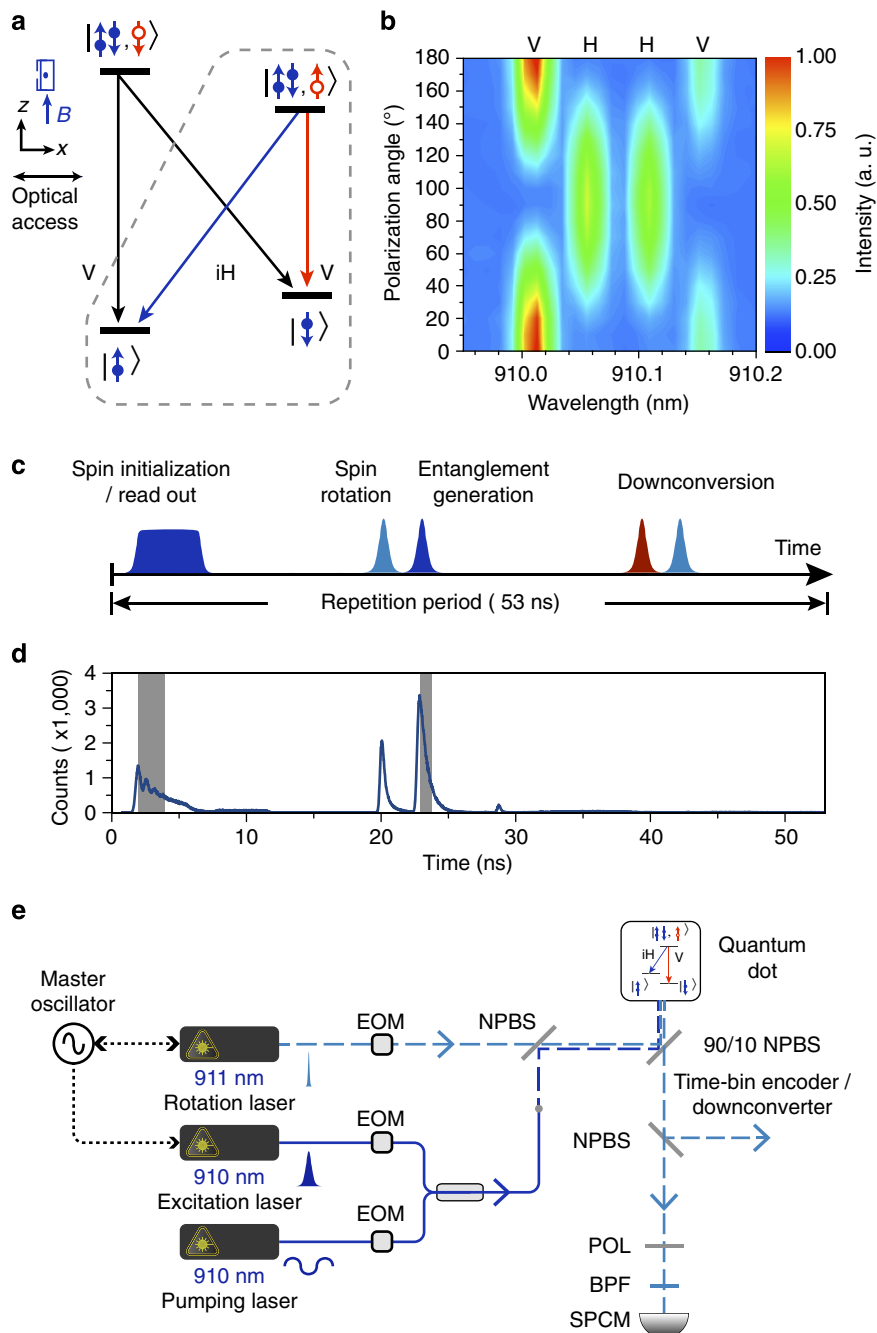 a
|↑↓, ↓⟩
|↑↓, ↑⟩
B
z
x
Optical
access
V
iH
V
|↑⟩
|↓⟩
b
V H H V
Polarization angle (°)
180
160
140
120
100
80
60
40
20
0
910.0 910.1 910.2
Wavelength (nm)
1.00
0.75
0.50
0.25
0.00
Intensity (a. u.)
c
Spin initialization
/ read out
Spin
rotation
Entanglement
generation
Downconversion
Time
Repetition period ( 53 ns)
d
Counts ( x1,000)
4
3
2
1
0
0 10 20 30 40 50
Time (ns)
e
Master
oscillator
911 nm
Rotation laser
EOM
NPBS
|↑↓, ↑⟩
iH
V
|↑⟩
|↓⟩
Quantum
dot
90/10 NPBS
Time-bin encoder /
downconverter
910 nm
Excitation laser
EOM
NPBS
910 nm
Pumping laser
EOM
POL
BPF
SPCM